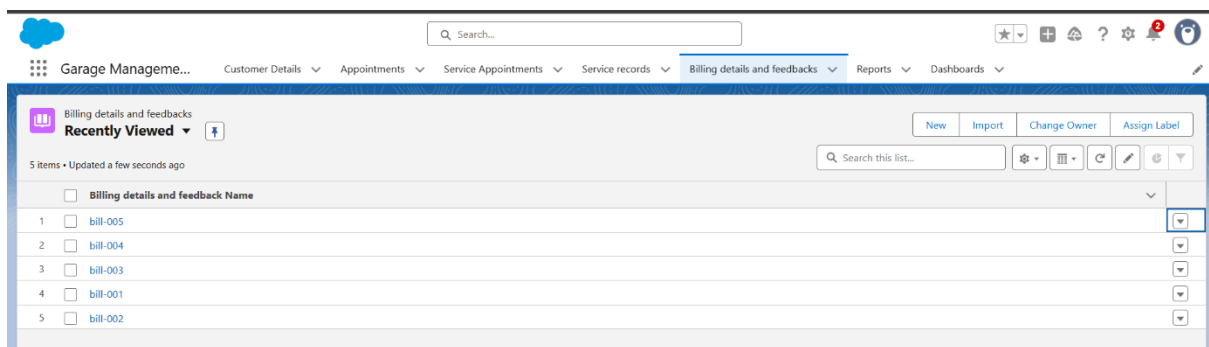 Search...
2
Garage Manageme... Customer Details Appointments Service Appointments Service records Billing details and feedbacks Reports Dashboards
Billing details and feedbacks
Recently Viewed
New Import Change Owner Assign Label
5 items • Updated a few seconds ago
Search this list...
Billing details and feedback Name
1 bill-005
2 bill-004
3 bill-003
4 bill-001
5 bill-002